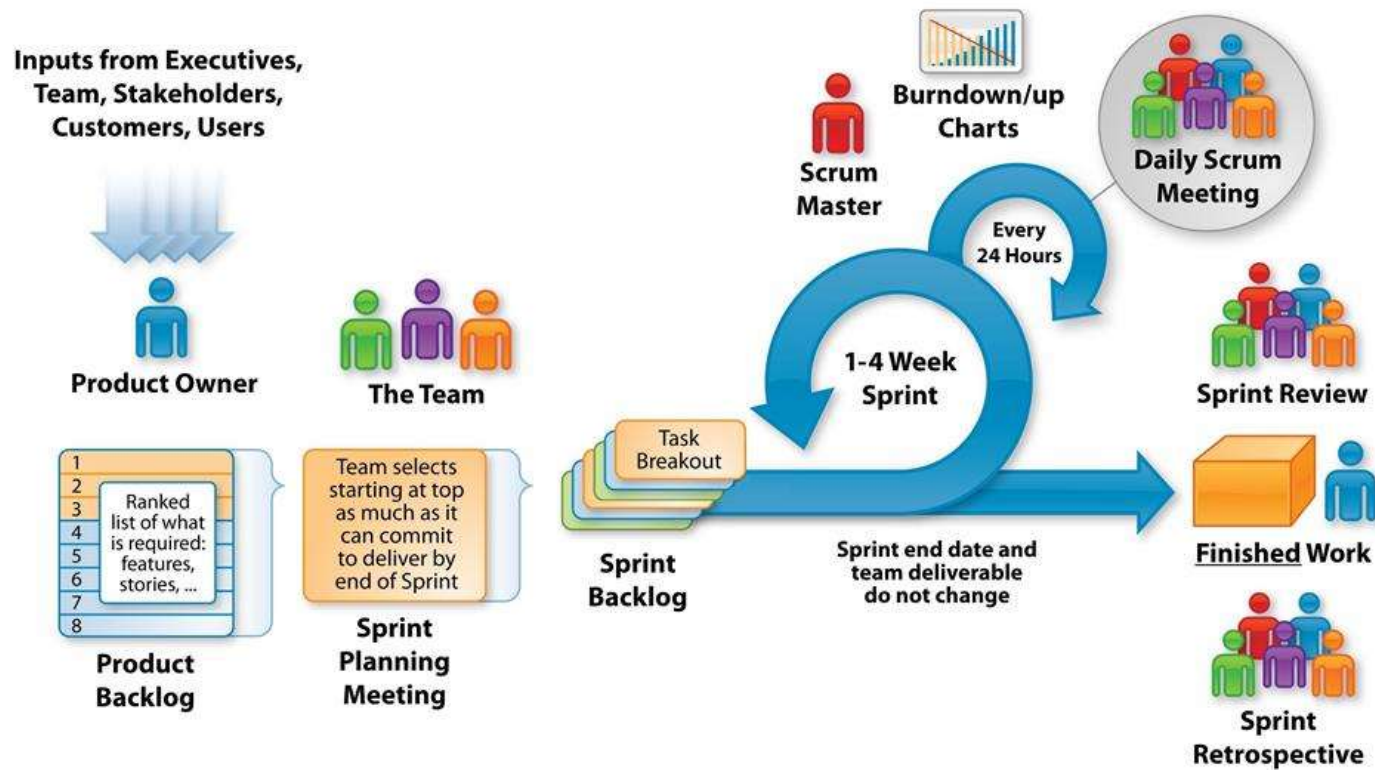 Inputs from Executives,
Team, Stakeholders,
Customers, Users
Product Owner
The Team
1
2
3
4
5
6
7
8
Ranked
list of what
is required:
features,
stories, ...
Product
Backlog
Team selects
starting at top
as much as it
can commit
to deliver by
end of Sprint
Sprint
Planning
Meeting
Task
Breakout
Sprint
Backlog
Scrum
Master
Burndown/up
Charts
Every
24 Hours
Daily Scrum
Meeting
1-4 Week
Sprint
Sprint end date and
team deliverable
do not change
Sprint Review
Finished Work
Sprint
Retrospective